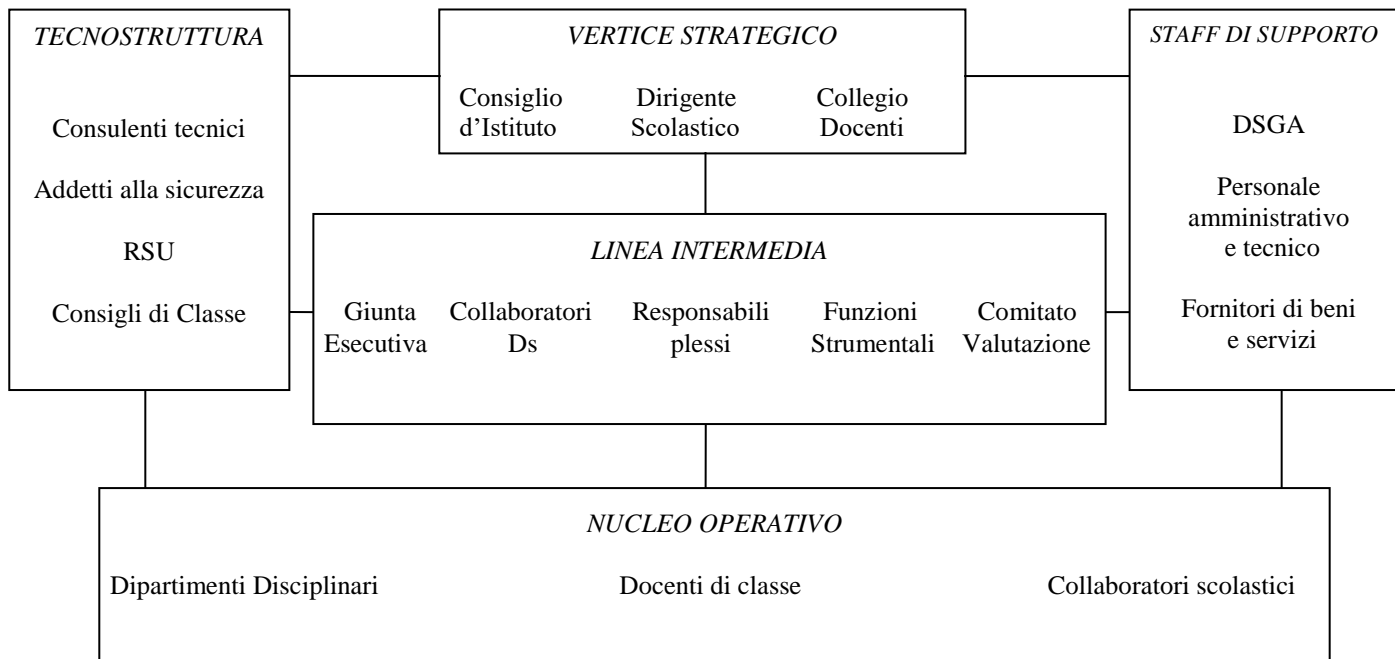 TECNOSTRUTTURA
Consulenti tecnici
Addetti alla sicurezza
RSU
Consigli di Classe
VERTICE STRATEGICO
Consiglio d’Istituto
Dirigente Scolastico
Collegio Docenti
STAFF DI SUPPORTO
DSGA
Personale
amministrativo
e tecnico
Fornitori di beni
e servizi
LINEA INTERMEDIA
Giunta Esecutiva
Collaboratori Ds
Responsabili plessi
Funzioni Strumentali
Comitato Valutazione
NUCLEO OPERATIVO
Dipartimenti Disciplinari
Docenti di classe
Collaboratori scolastici